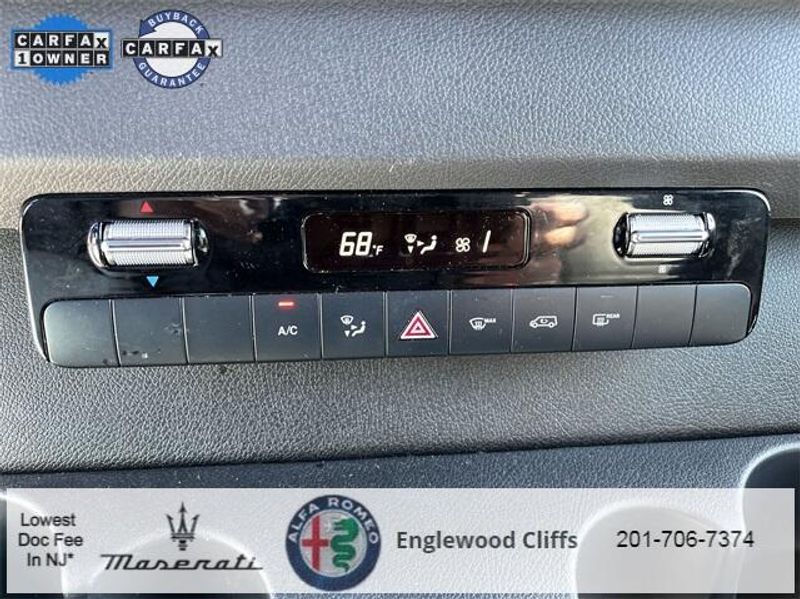 CARFAX
1 OWNER
BUYBACK
CARFAX
GUARANTEE
68°F
1
A/C
MAX
REAR
Lowest
Doc Fee
In NJ*
Maserati
ALFA ROMEO
Englewood Cliffs
201-706-7374